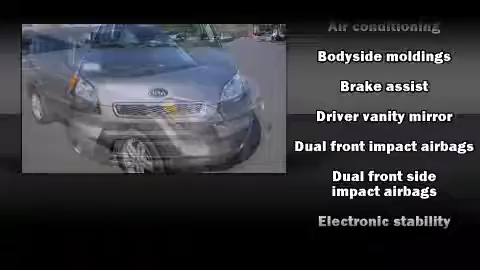 Air conditioning
Bodyside moldings
Brake assist
Driver vanity mirror
Dual front impact airbags
Dual front side
impact airbags
Electronic stability
KIA